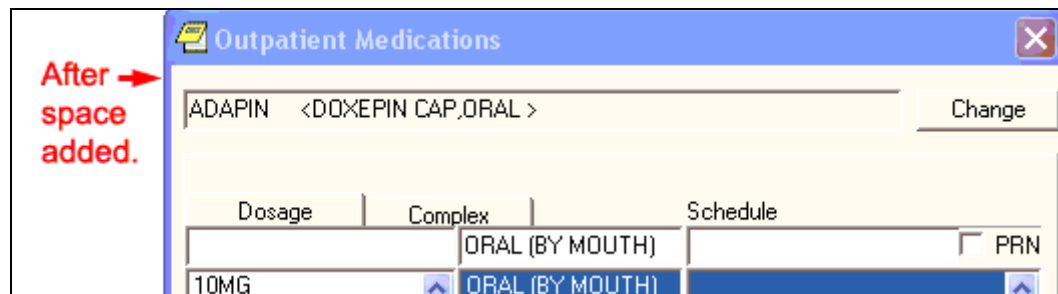 Outpatient Medications
After
space
added.
ADAPIN <DOXEPIN CAP,ORAL >
Change
Dosage Complex Schedule
ORAL (BY MOUTH) PRN
10MG ORAL (BY MOUTH)